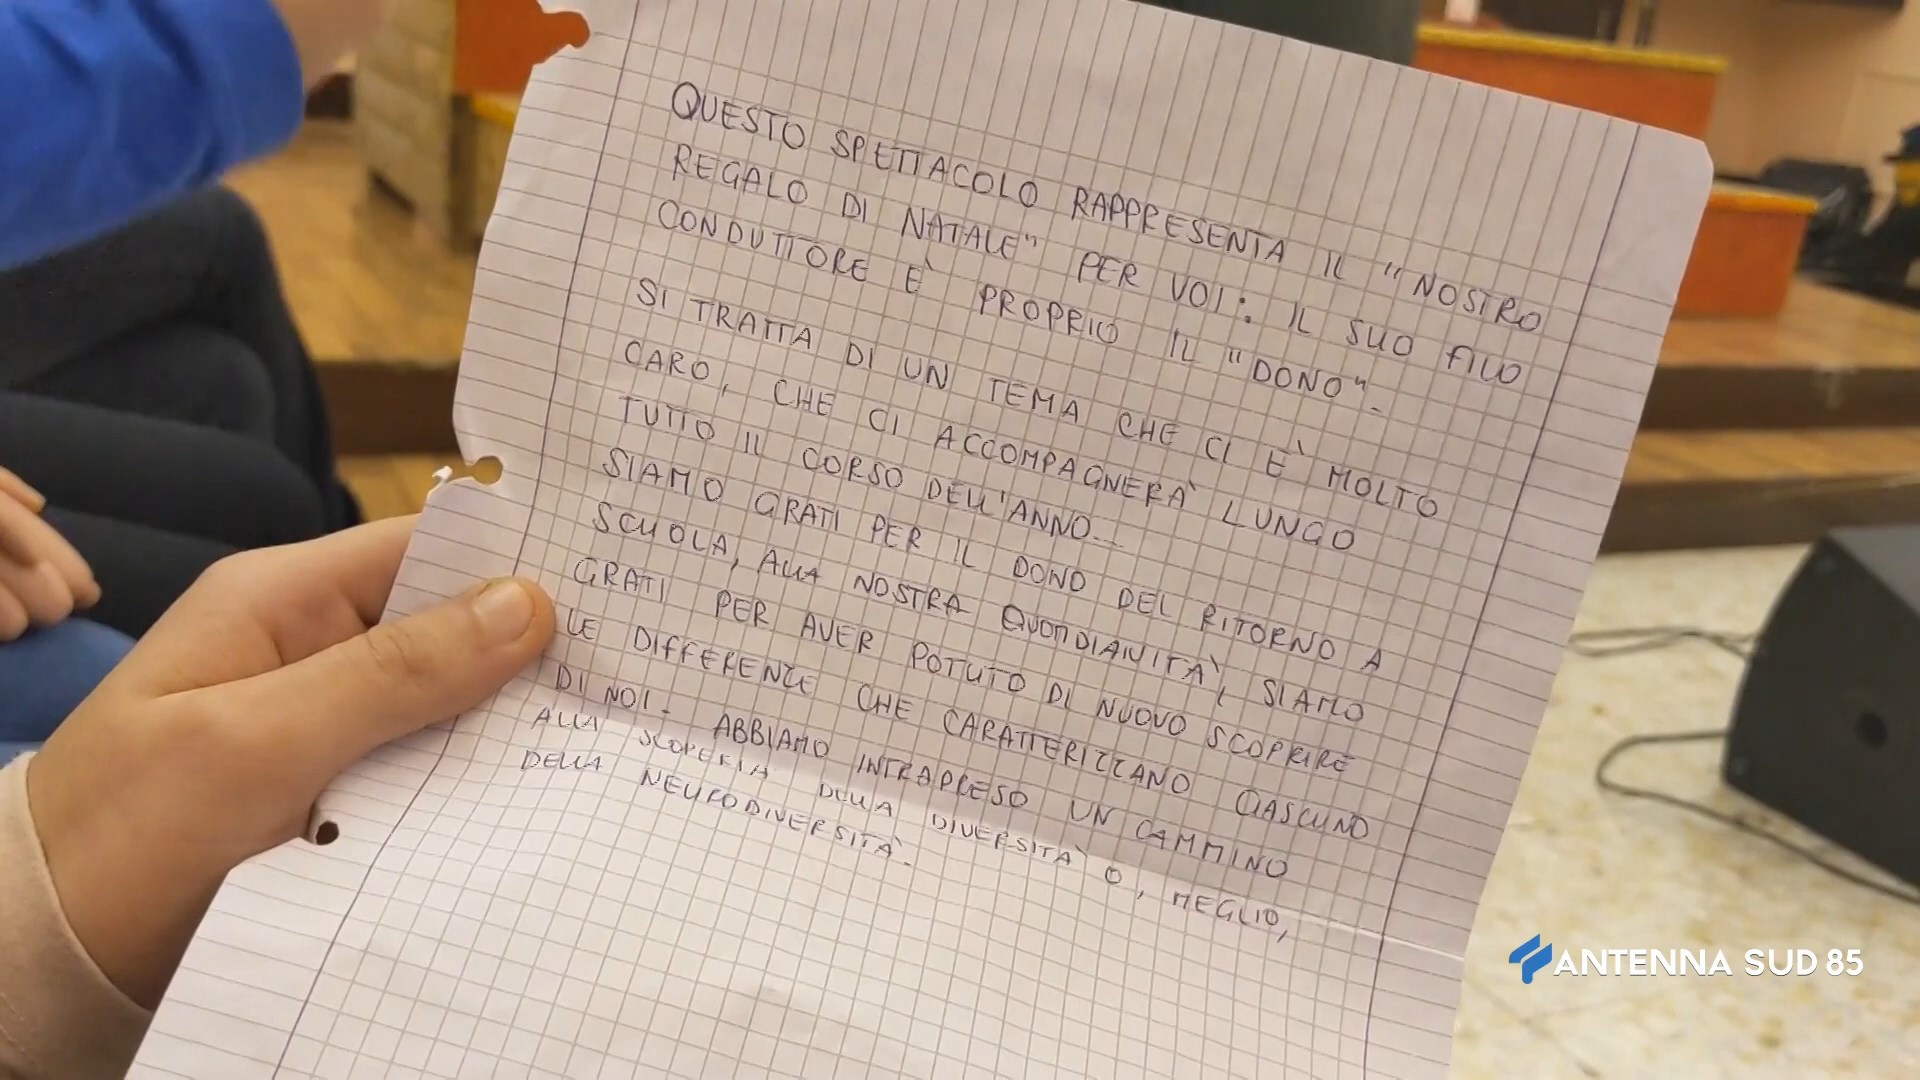 QUESTO SPETTACOLO RAPPRESENTA IL "NOSTRO
REGALO DI NATALE" PER VOI: IL SUO FILO
CONDUTTORE È PROPRIO IL "DONO".
SI TRATTA DI UN TEMA CHE CI È MOLTO
CARO, CHE CI ACCOMPAGNERÀ LUNGO
TUTTO IL CORSO DELL'ANNO...
SIAMO GRATI PER IL DONO DEL RITORNO A
SCUOLA, ALLA NOSTRA QUOTIDIANITÀ, SIAMO
GRATI PER AVER POTUTO DI NUOVO SCOPRIRE
LE DIFFERENZE CHE CARATTERIZZANO CIASCUNO
DI NOI. ABBIAMO INTRAPRESO UN CAMMINO
ALLA SCOPERTA DELLA DIVERSITÀ O, MEGLIO,
DELLA NEURODIVERSITÀ.
ANTENNA SUD 85